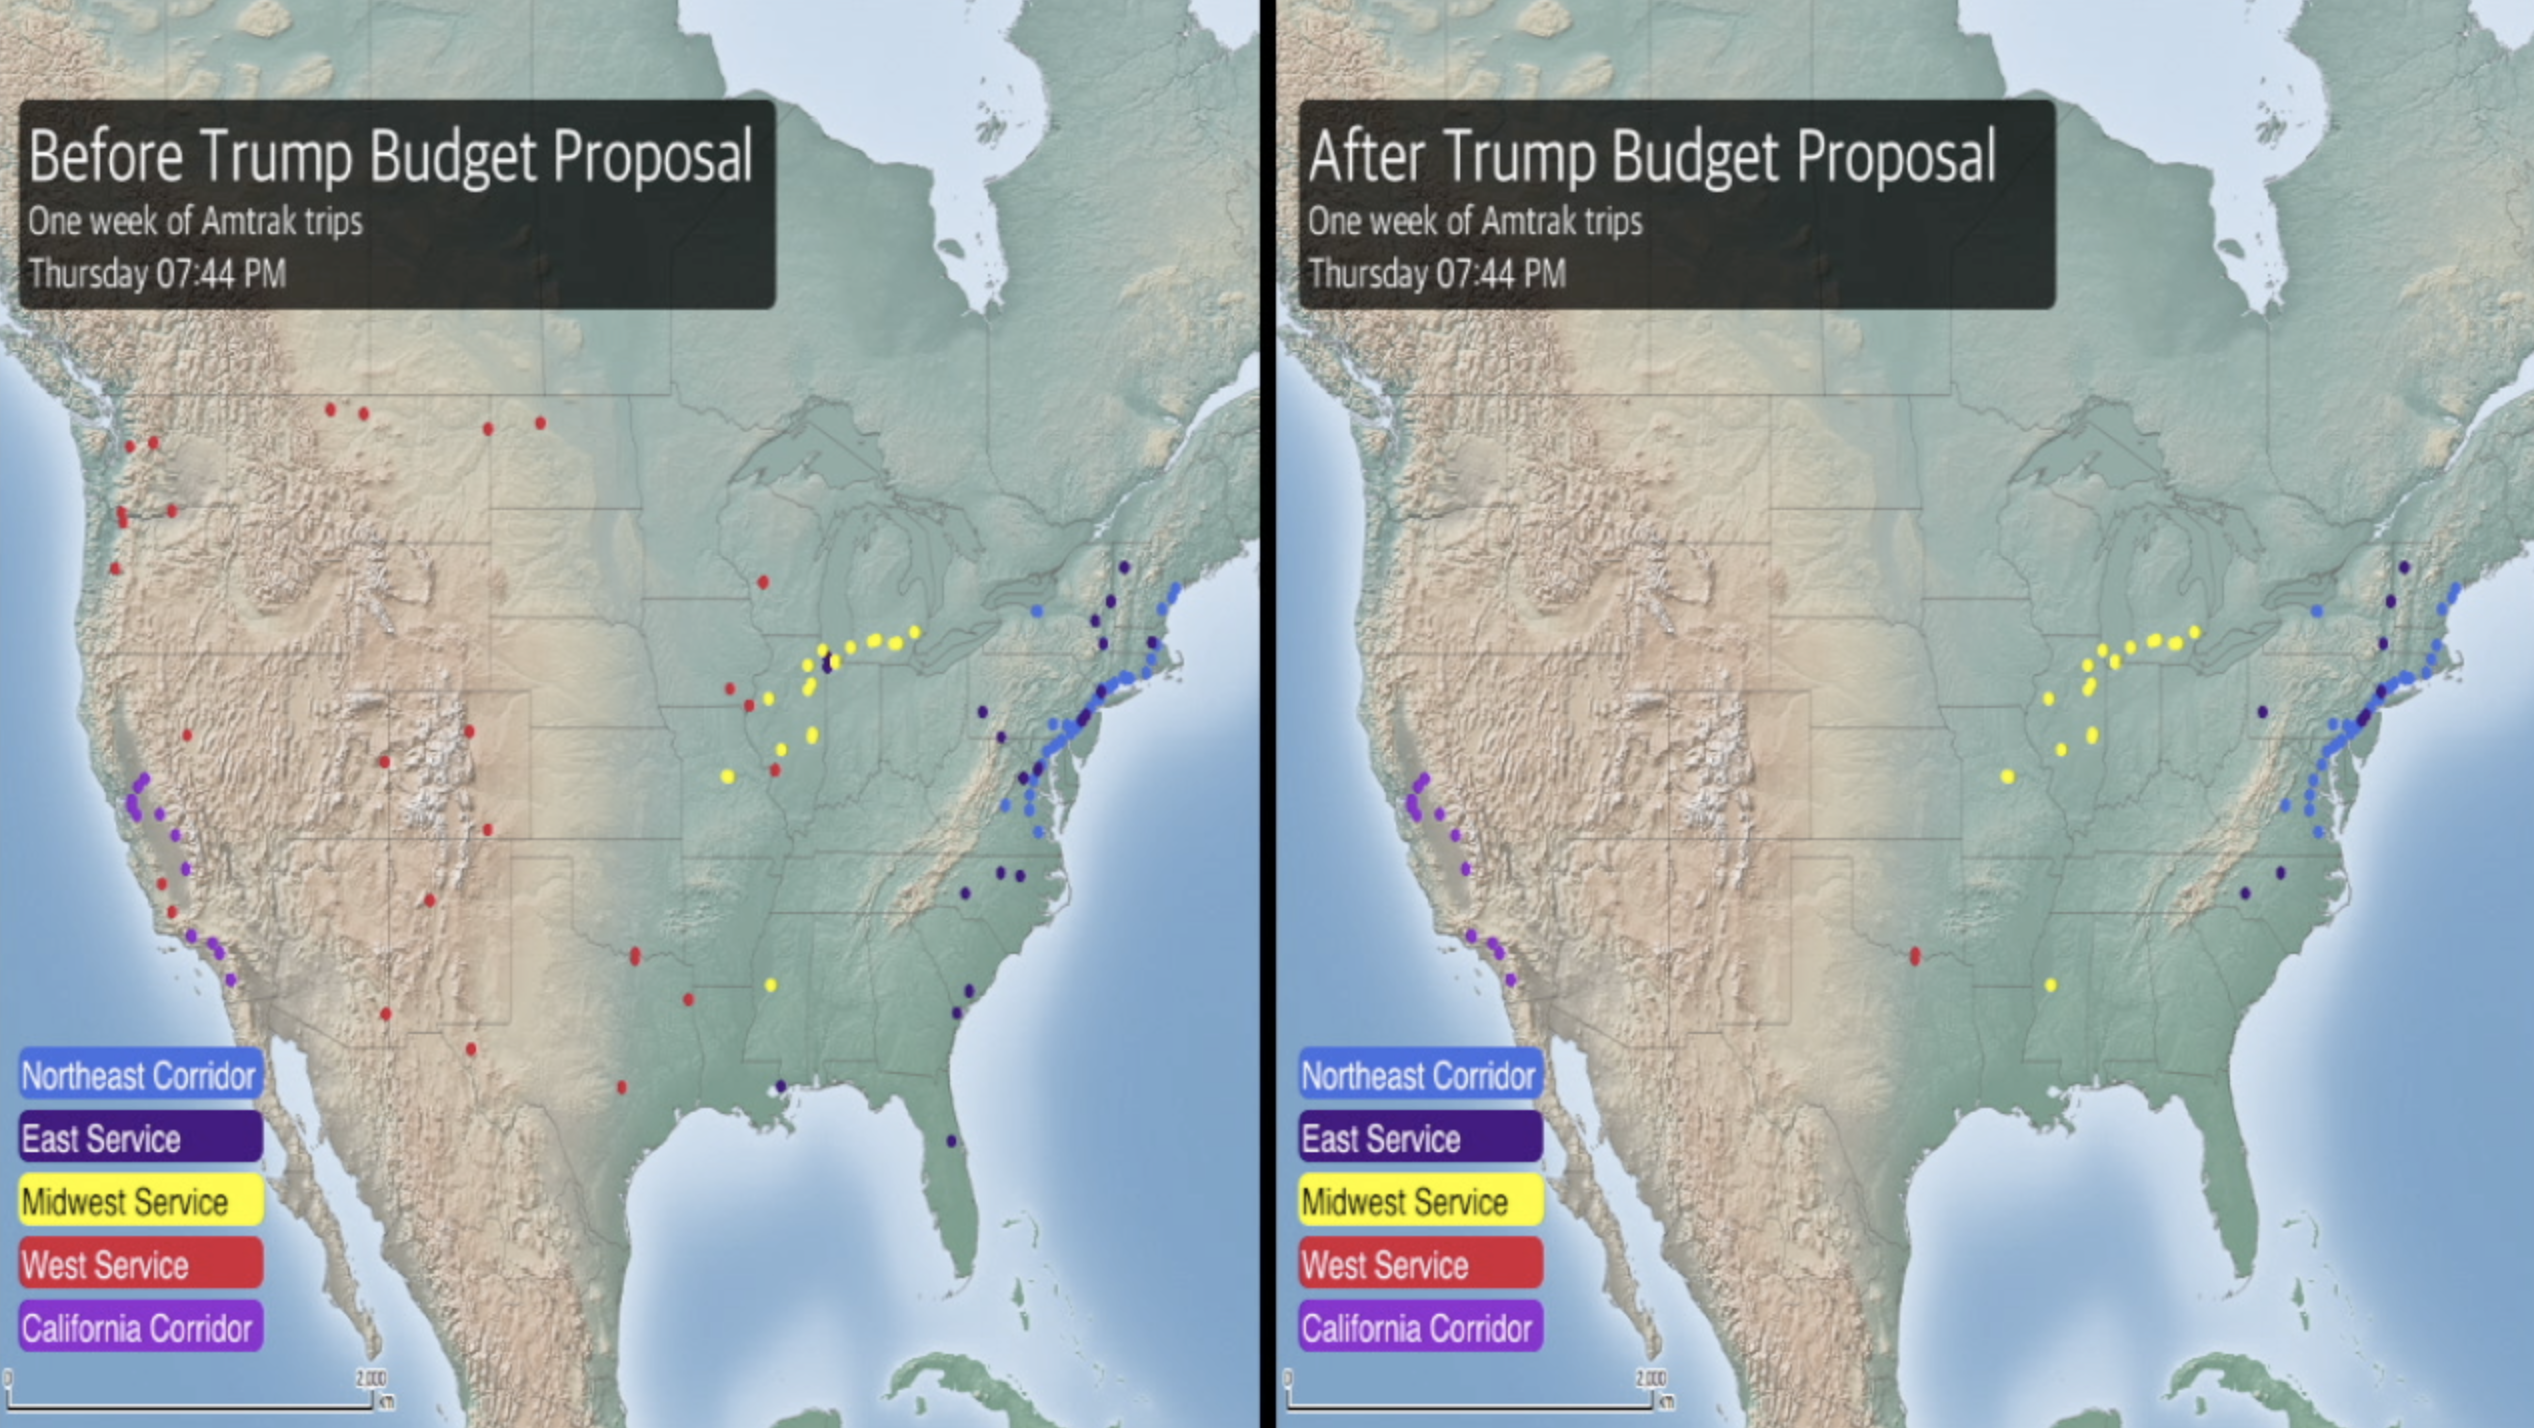 Before Trump Budget Proposal
One week of Amtrak trips
Thursday 07:44 PM
Northeast Corridor
East Service
Midwest Service
West Service
California Corridor
0 2,000
km
After Trump Budget Proposal
One week of Amtrak trips
Thursday 07:44 PM
Northeast Corridor
East Service
Midwest Service
West Service
California Corridor
0 2,000
km